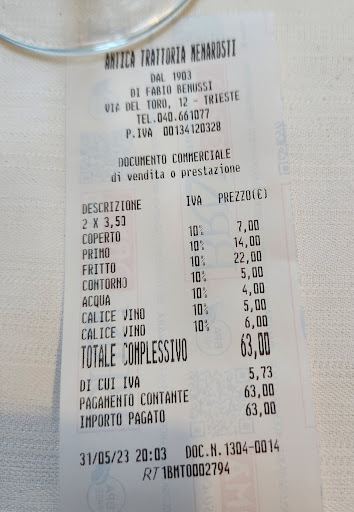 ANTICA TRATTORIA MENAROSTI
DAL 1903
DI FABIO BENUSSI
VIA DEL TORO, 12 - TRIESTE
TEL.040.661077
P.IVA 00134120328
DOCUMENTO COMMERCIALE
di vendita o prestazione
DESCRIZIONE IVA PREZZO(€)
2 X 3,50
COPERTO 10% 7,00
PRIMO 10% 14,00
FRITTO 10% 22,00
CONTORNO 10% 5,00
ACQUA 10% 4,00
CALICE VINO 10% 5,00
CALICE VINO 10% 6,00
TOTALE COMPLESSIVO 63,00
DI CUI IVA 5,73
PAGAMENTO CONTANTE 63,00
IMPORTO PAGATO 63,00
31/05/23 20:03 DOC.N.1304-0014
RT 1BMT0002794